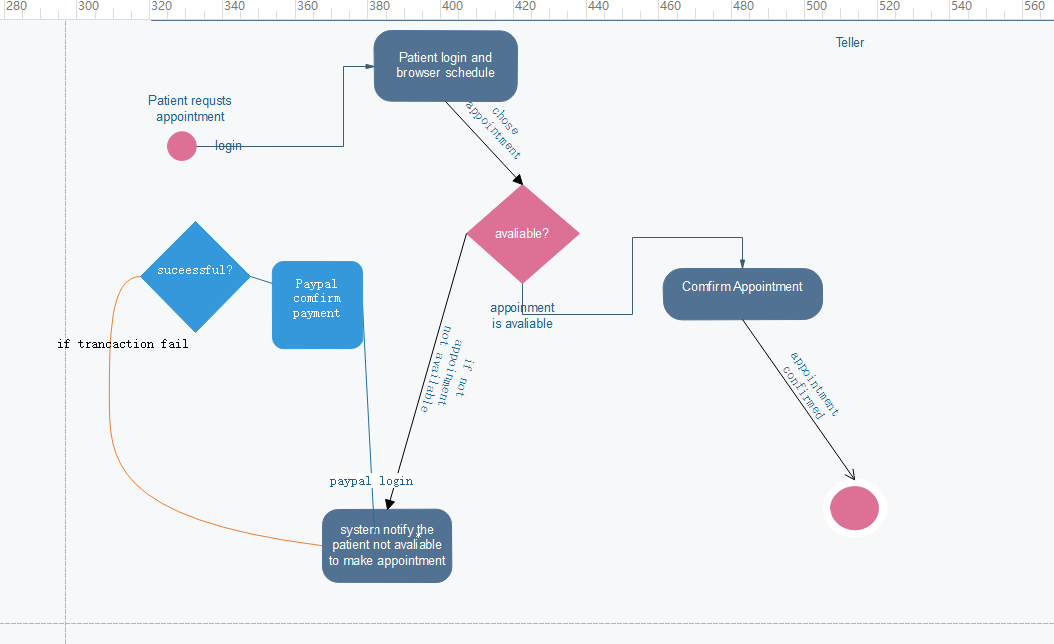 280 300 320 340 360 380 400 420 440 460 480 500 520 540 560
Teller
Patient login and
browser schedule
Patient requsts
appointment
login
chose
appointment
avaliable?
suceessful?
Paypal
comfirm
payment
Comfirm Appointment
appoinment
is avaliable
if trancaction fail
if not
appoinment
not available
appointment
confirmed
paypal login
system notify the
patient not avaliable
to make appointment